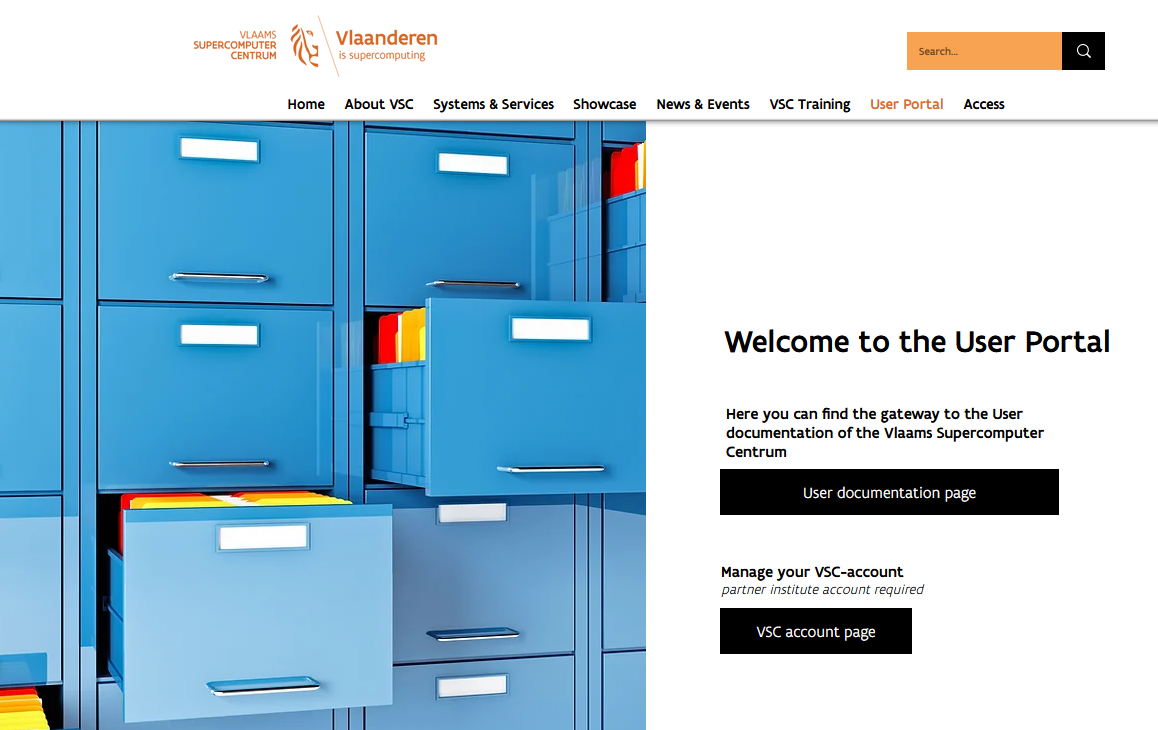 VLAAMS
SUPERCOMPUTER
CENTRUM
Vlaanderen
is supercomputing
Search...
Home About VSC Systems & Services Showcase News & Events VSC Training User Portal Access
Welcome to the User Portal
Here you can find the gateway to the User
documentation of the Vlaams Supercomputer
Centrum
User documentation page
Manage your VSC-account
partner institute account required
VSC account page